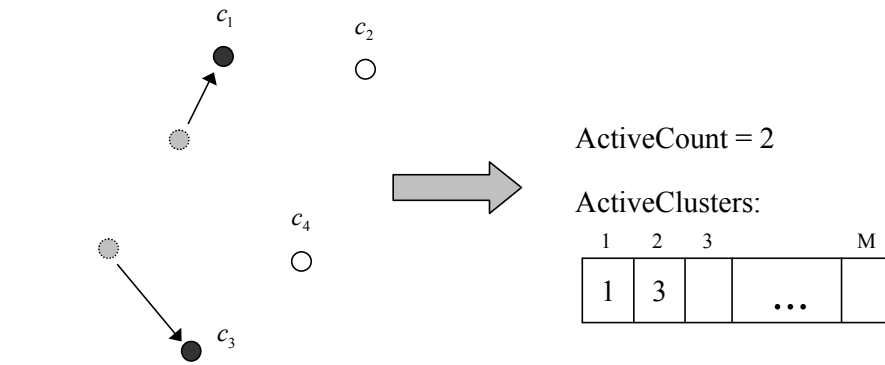 c₁
c₂
ActiveCount = 2
ActiveClusters:
c₄
1 2 3 M
1 3 ...
c₃